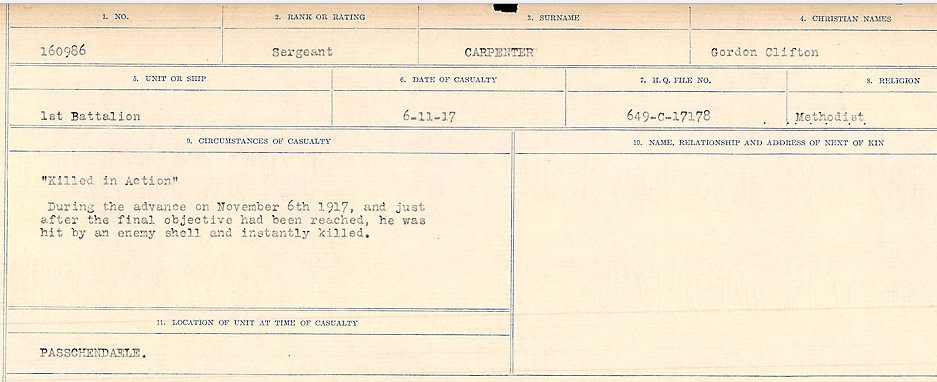 1. NO.
2. RANK OR RATING
3. SURNAME
4. CHRISTIAN NAMES
160986
Sergeant
CARPENTER
Gordon Clifton
5. UNIT OR SHIP
6. DATE OF CASUALTY
7. H.Q. FILE NO.
8. RELIGION
1st Battalion
6-11-17
649-C-17178
Methodist
9. CIRCUMSTANCES OF CASUALTY
10. NAME, RELATIONSHIP AND ADDRESS OF NEXT OF KIN
"Killed in Action"
During the advance on November 6th 1917, and just
after the final objective had been reached, he was
hit by an enemy shell and instantly killed.
11. LOCATION OF UNIT AT TIME OF CASUALTY
PASSCHENDAELE.